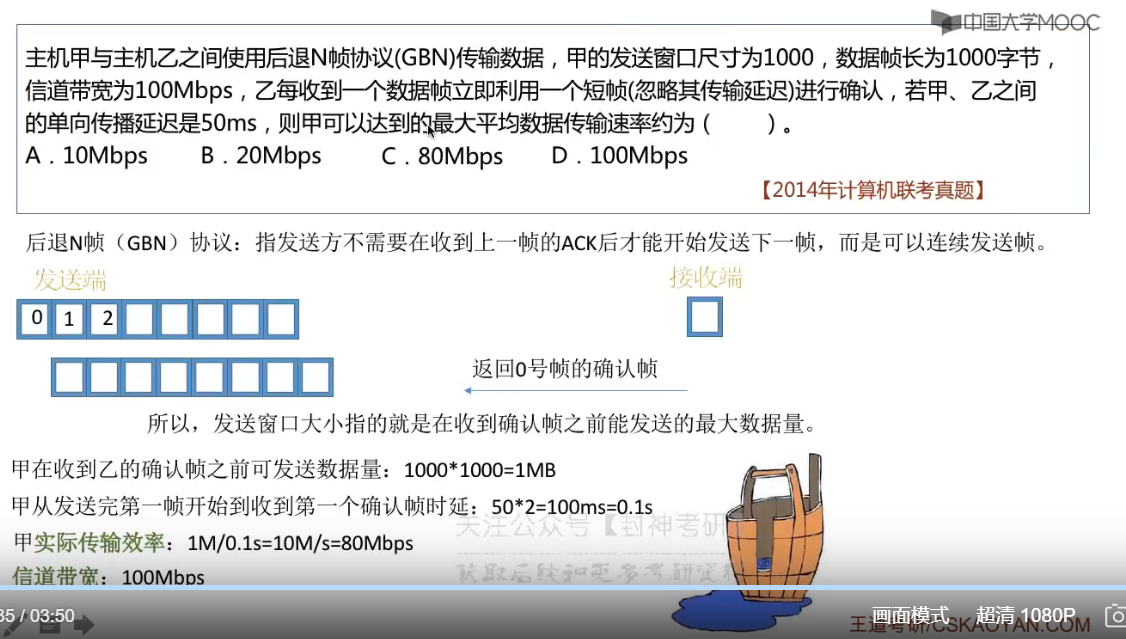 中国大学MOOC
主机甲与主机乙之间使用后退N帧协议(GBN)传输数据，甲的发送窗口尺寸为1000，数据帧长为1000字节，
信道带宽为100Mbps，乙每收到一个数据帧立即利用一个短帧(忽略其传输延迟)进行确认，若甲、乙之间
的单向传播延迟是50ms，则甲可以达到的最大平均数据传输速率约为（　　）。
A．10Mbps B．20Mbps C．80Mbps D．100Mbps
【2014年计算机联考真题】
后退N帧（GBN）协议：指发送方不需要在收到上一帧的ACK后才能开始发送下一帧，而是可以连续发送帧。
发送端 接收端
0 1 2
返回0号帧的确认帧
所以，发送窗口大小指的就是在收到确认帧之前能发送的最大数据量。
甲在收到乙的确认帧之前可发送数据量：1000*1000=1MB
甲从发送完第一帧开始到收到第一个确认帧时延：50*2=100ms=0.1s
关注公众号【封神考研
甲实际传输效率：1M/0.1s=10M/s=80Mbps
获取后续和更多考研资
信道带宽：100Mbps
35 / 03:50 画面模式 超清 1080P
王道考研/CSKAOYAN.COM